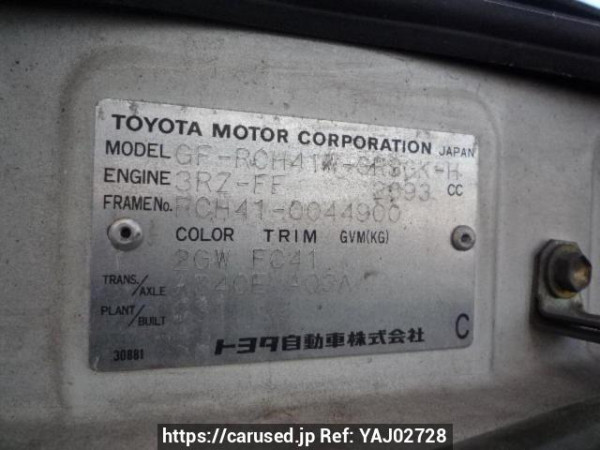 TOYOTA MOTOR CORPORATION JAPAN
MODEL GF-RCH41W-GRSGK-H
ENGINE 3RZ-FE 2693 CC
FRAME No. RCH41-0044900
COLOR TRIM GVM(KG)
2GW FC41
TRANS./AXLE
PLANT/BUILT
30881 トヨタ自動車株式会社 C
https://carused.jp Ref: YAJ02728